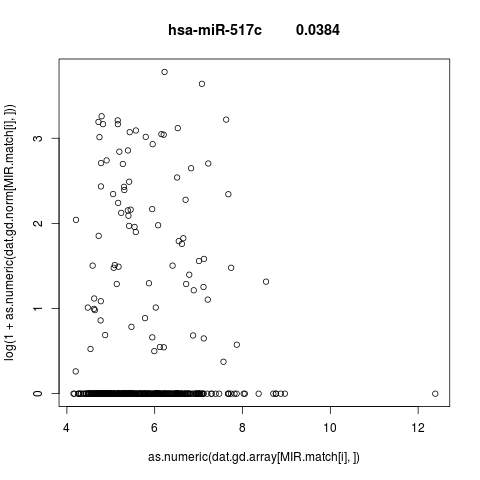 hsa-miR-517c 0.0384
log(1 + as.numeric(dat.gd.norm[MIR.match[i], ]))
3
2
1
0
4 6 8 10 12
as.numeric(dat.gd.array[MIR.match[i], ])